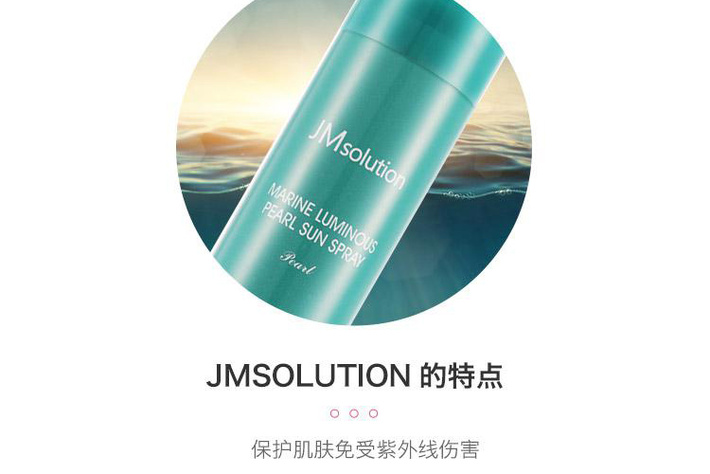 JMsolution
MARINE LUMINOUS
PEARL SUN SPRAY
Pearl
JMSOLUTION 的特点
保护肌肤免受紫外线伤害